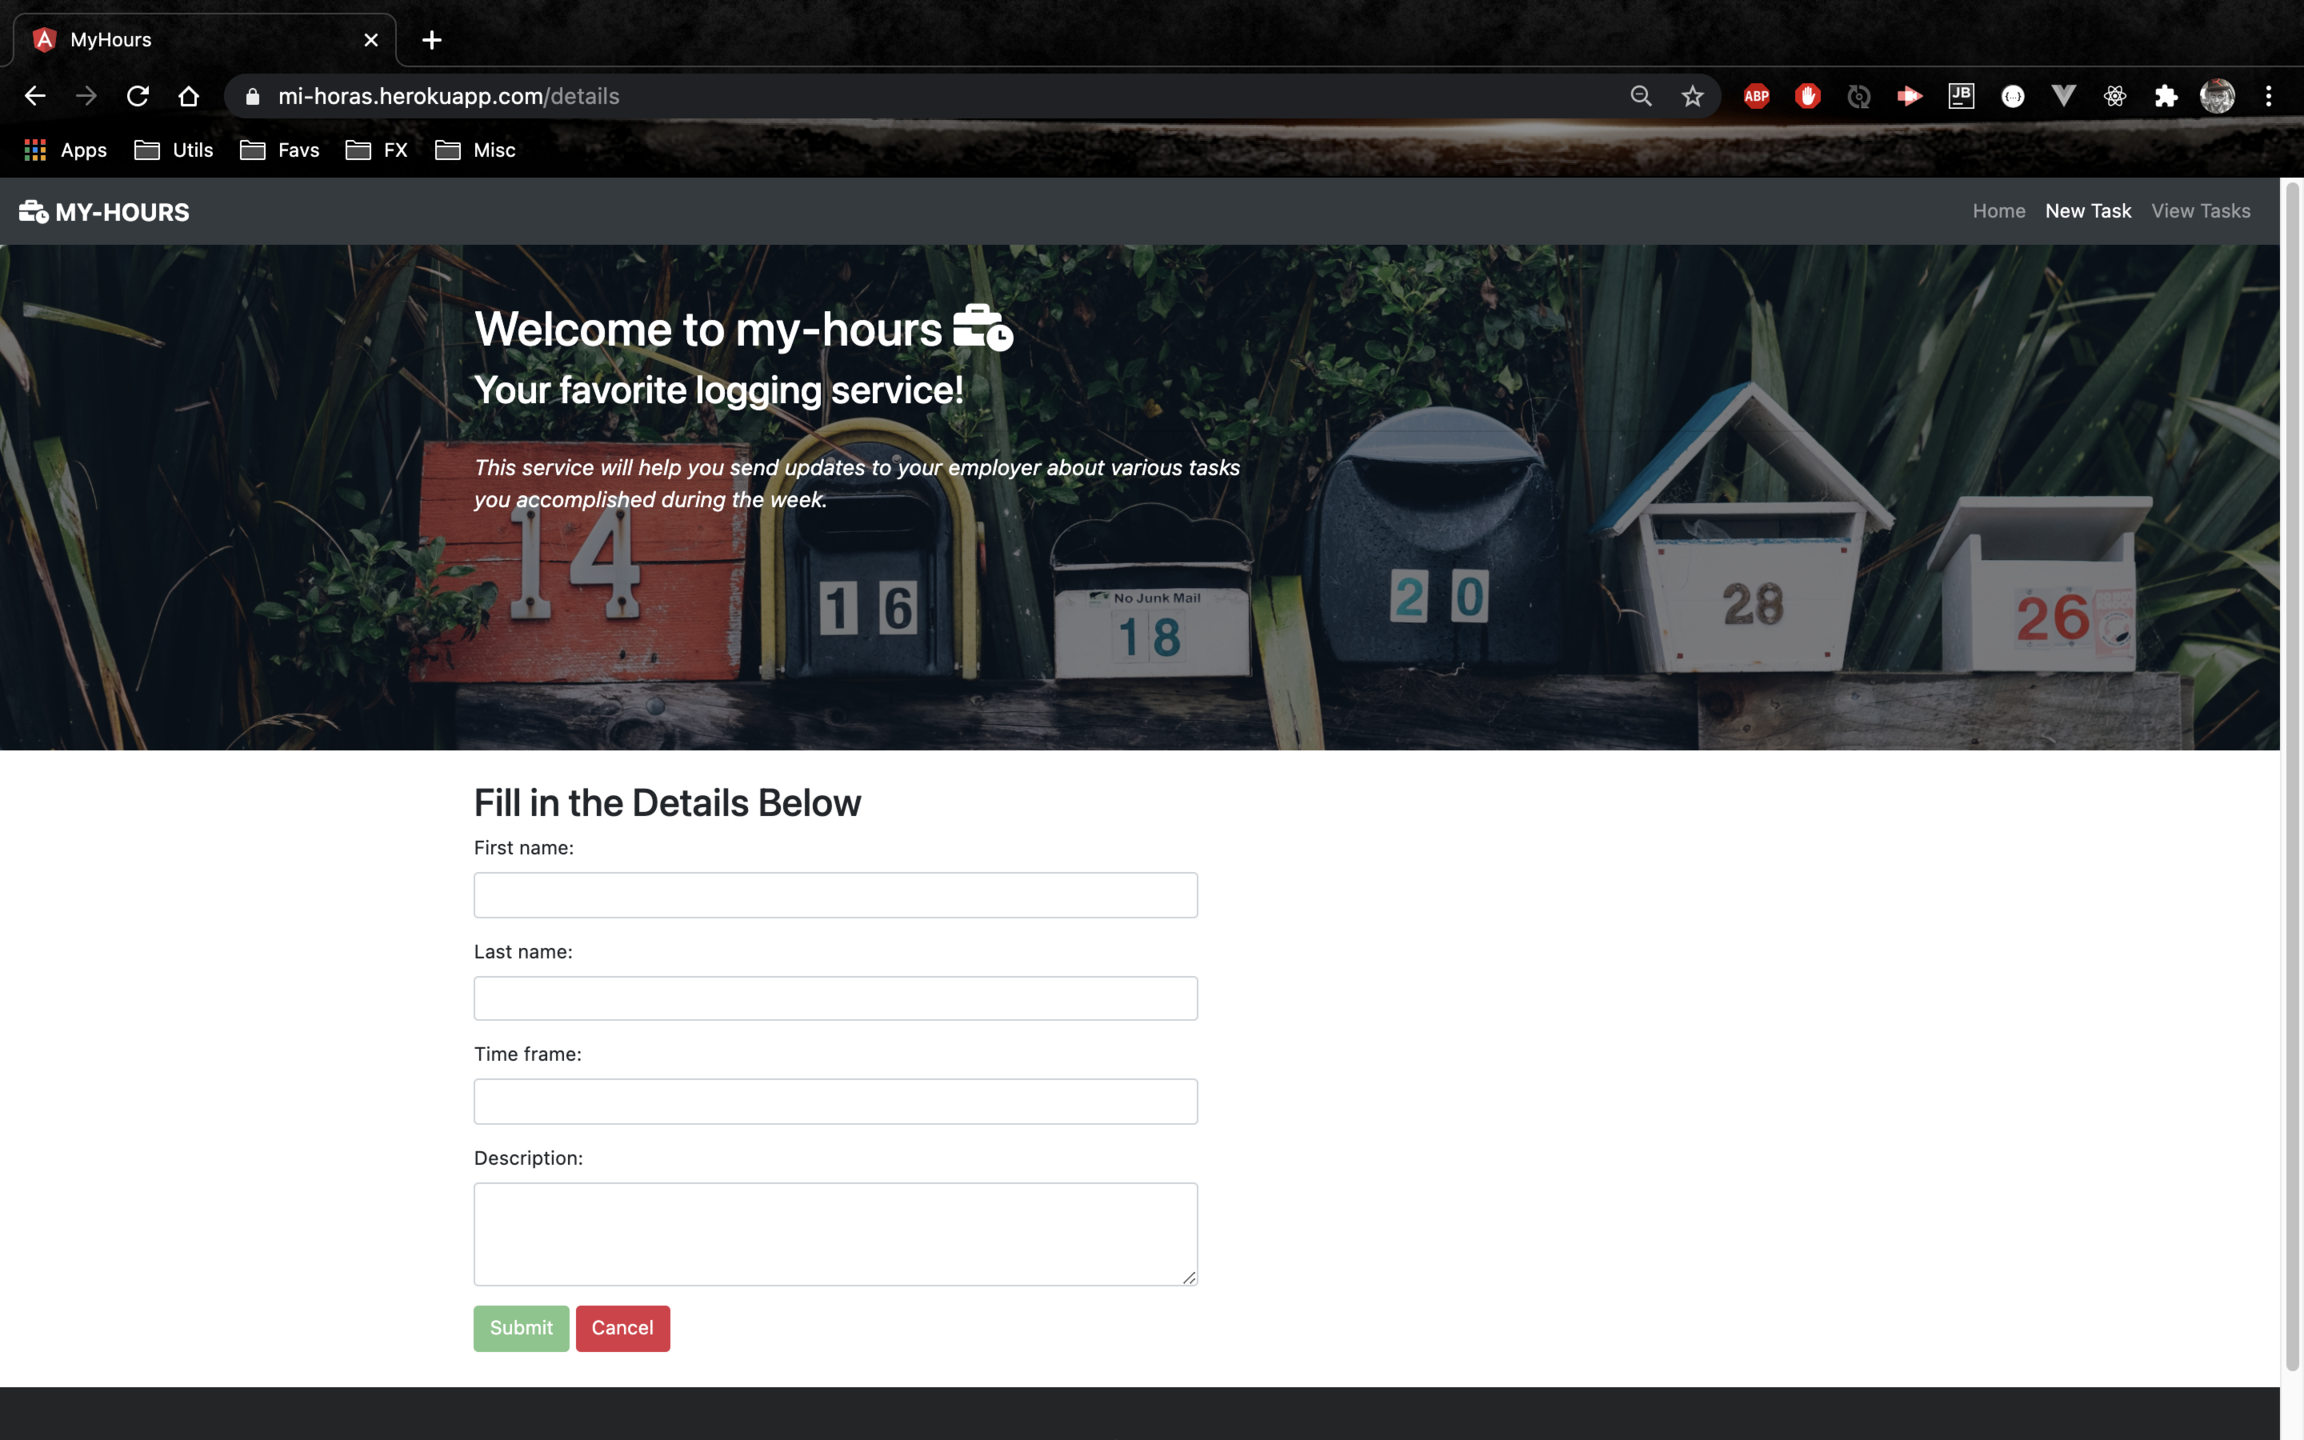 MyHours
mi-horas.herokuapp.com/details
ABP
JB
Apps
Utils
Favs
FX
Misc
MY-HOURS
Home
New Task
View Tasks
Welcome to my-hours
Your favorite logging service!
This service will help you send updates to your employer about various tasks
you accomplished during the week.
14
16
No Junk Mail
18
20
28
26
Fill in the Details Below
First name:
Last name:
Time frame:
Description:
Submit
Cancel